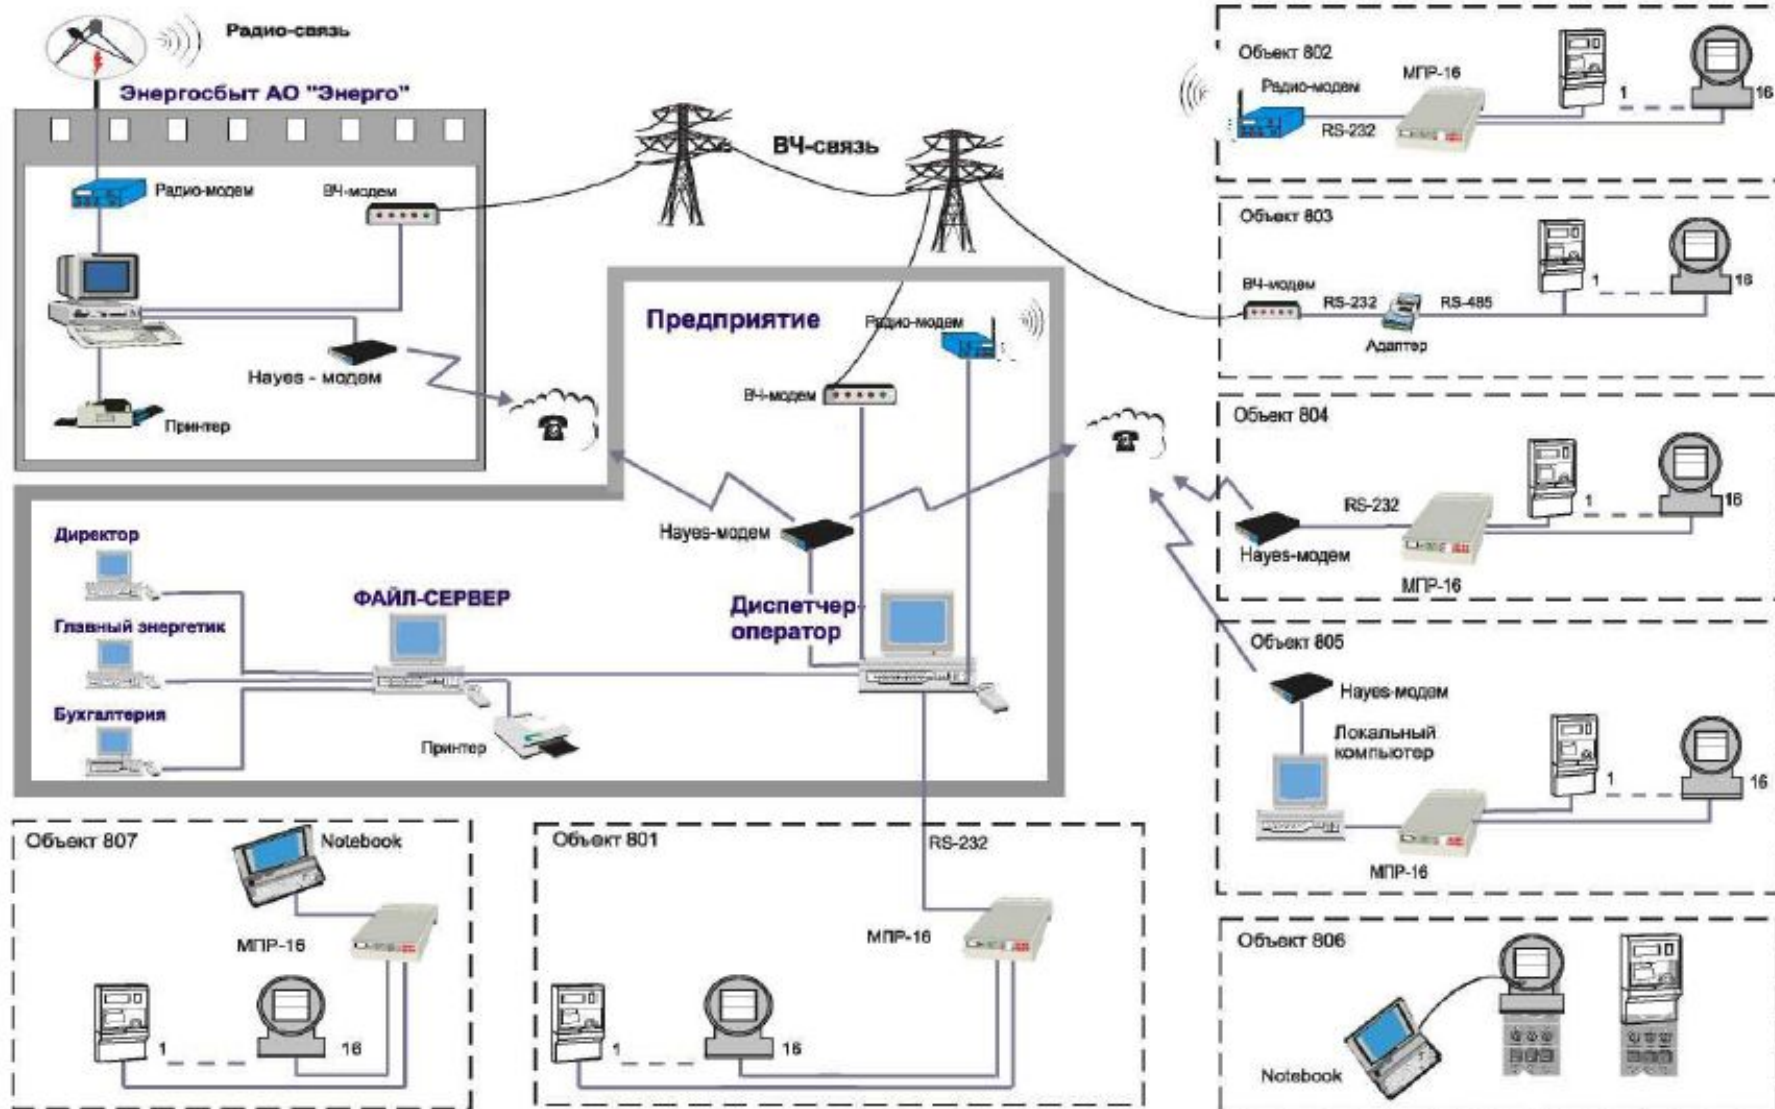 Радио-связь
Энергосбыт АО "Энерго"
Радио-модем
ВЧ-модем
Hayes - модем
Принтер
ВЧ-связь
Предприятие
Радио-модем
ВЧ-модем
Hayes-модем
Диспетчер-
оператор
ФАЙЛ-СЕРВЕР
Директор
Главный энергетик
Бухгалтерия
Принтер
Объект 802
Радио-модем
RS-232
МПР-16
1
16
Объект 803
ВЧ-модем
RS-232
Адаптер
RS-485
1
16
Объект 804
RS-232
Hayes-модем
МПР-16
1
16
Объект 805
Hayes-модем
Локальный
компьютер
МПР-16
1
16
Объект 807
Notebook
МПР-16
1
16
Объект 801
RS-232
МПР-16
1
16
Объект 806
Notebook